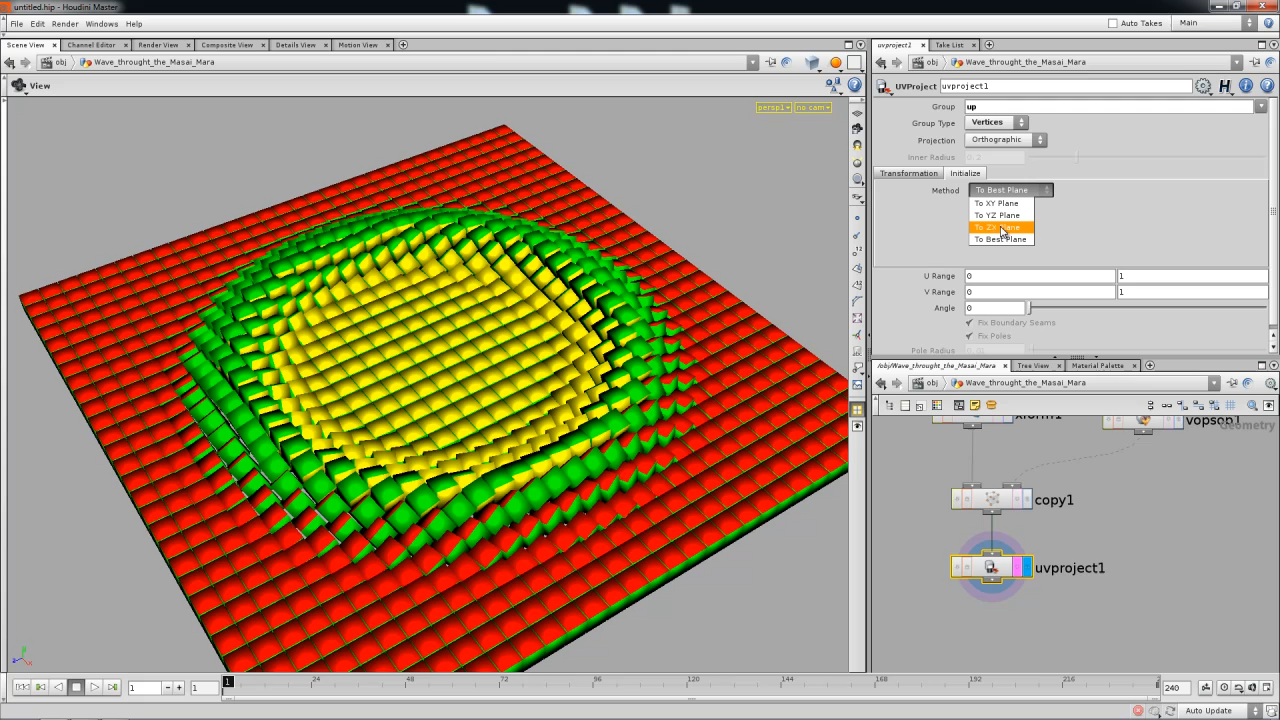 untitled.hip - Houdini Master
File Edit Render Windows Help
Auto Takes Main
Scene View Channel Editor Render View Composite View Details View Motion View
uvproject1 Take List
obj Wave_throught_the_Masai_Mara
obj Wave_throught_the_Masai_Mara
View
UVProject uvproject1
persp1 no cam
Group up
Group Type Vertices
Projection Orthographic
Inner Radius 0.2
Transformation Initialize
Method To Best Plane
To XY Plane
To YZ Plane
To ZX Plane
To Best Plane
U Range 0 1
V Range 0 1
Angle 0
Fix Boundary Seams
Fix Poles
Pole Radius
/obj/Wave_throught_the_Masai_Mara Tree View Material Palette
obj Wave_throught_the_Masai_Mara
xform1
vopsop1
Geometry
copy1
uvproject1
1 1 1 24 48 72 96 120 144 168 192 216 2 240
Auto Update